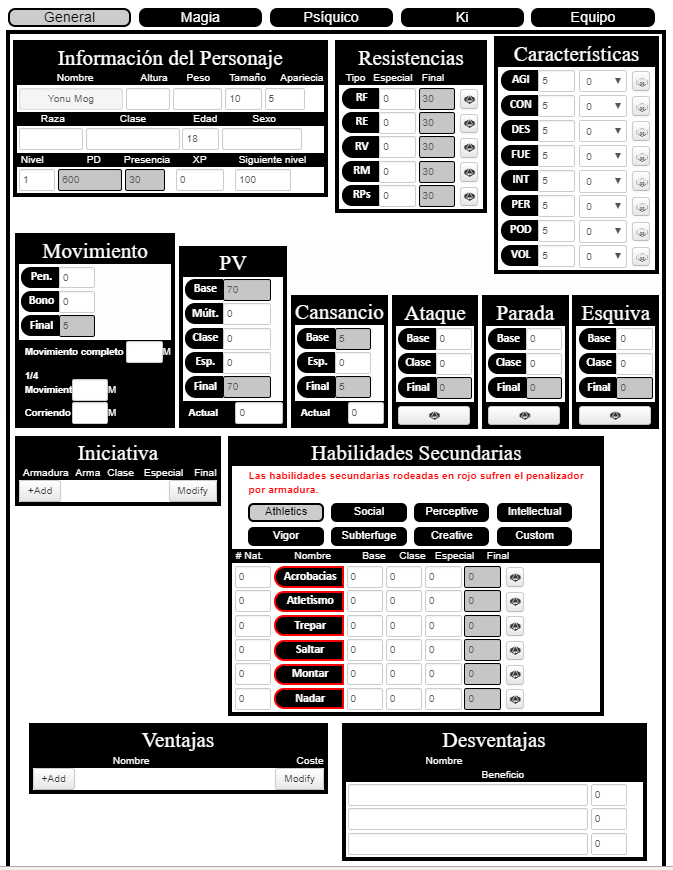 General Magia Psíquico Ki Equipo
Información del Personaje
Nombre Altura Peso Tamaño Apariecia
Yonu Mog 10 5
Raza Clase Edad Sexo
18
Nivel PD Presencia XP Siguiente nivel
1 600 30 0 100
Resistencias
Tipo Especial Final
RF 0 30
RE 0 30
RV 0 30
RM 0 30
RPs 0 30
Características
AGI 5 0
CON 5 0
DES 5 0
FUE 5 0
INT 5 0
PER 5 0
POD 5 0
VOL 5 0
Movimiento
Pen. 0
Bono 0
Final 5
Movimiento completo M
1/4
Movimient M
Corriendo M
PV
Base 70
Múlt. 0
Clase 0
Esp. 0
Final 70
Actual 0
Cansancio
Base 5
Esp. 0
Final 5
Actual 0
Ataque
Base 0
Clase 0
Final 0
Parada
Base 0
Clase 0
Final 0
Esquiva
Base 0
Clase 0
Final 0
Iniciativa
Armadura Arma Clase Especial Final
+Add Modify
Habilidades Secundarias
Las habilidades secundarias rodeadas en rojo sufren el penalizador
por armadura.
Athletics Social Perceptive Intellectual
Vigor Subterfuge Creative Custom
# Nat. Nombre Base Clase Especial Final
0 Acrobacias 0 0 0 0
0 Atletismo 0 0 0 0
0 Trepar 0 0 0 0
0 Saltar 0 0 0 0
0 Montar 0 0 0 0
0 Nadar 0 0 0 0
Ventajas
Nombre Coste
+Add Modify
Desventajas
Nombre
Beneficio
0
0
0